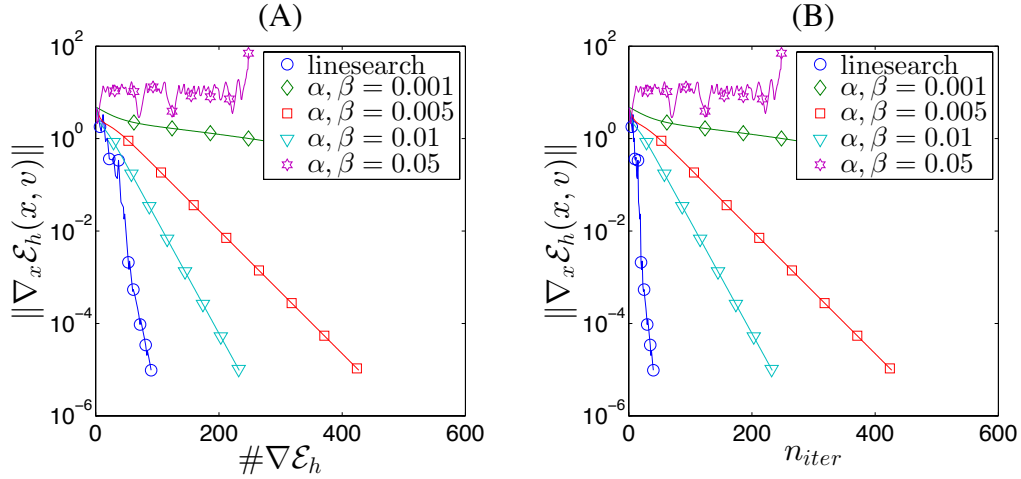 (A)
10^2
10^0
10^-2
10^-4
10^-6
‖∇_x ℰ_h(x, v)‖
linesearch
α, β = 0.001
α, β = 0.005
α, β = 0.01
α, β = 0.05
0 200 400 600
#∇ℰ_h
(B)
10^2
10^0
10^-2
10^-4
10^-6
‖∇_x ℰ_h(x, v)‖
linesearch
α, β = 0.001
α, β = 0.005
α, β = 0.01
α, β = 0.05
0 200 400 600
n_iter